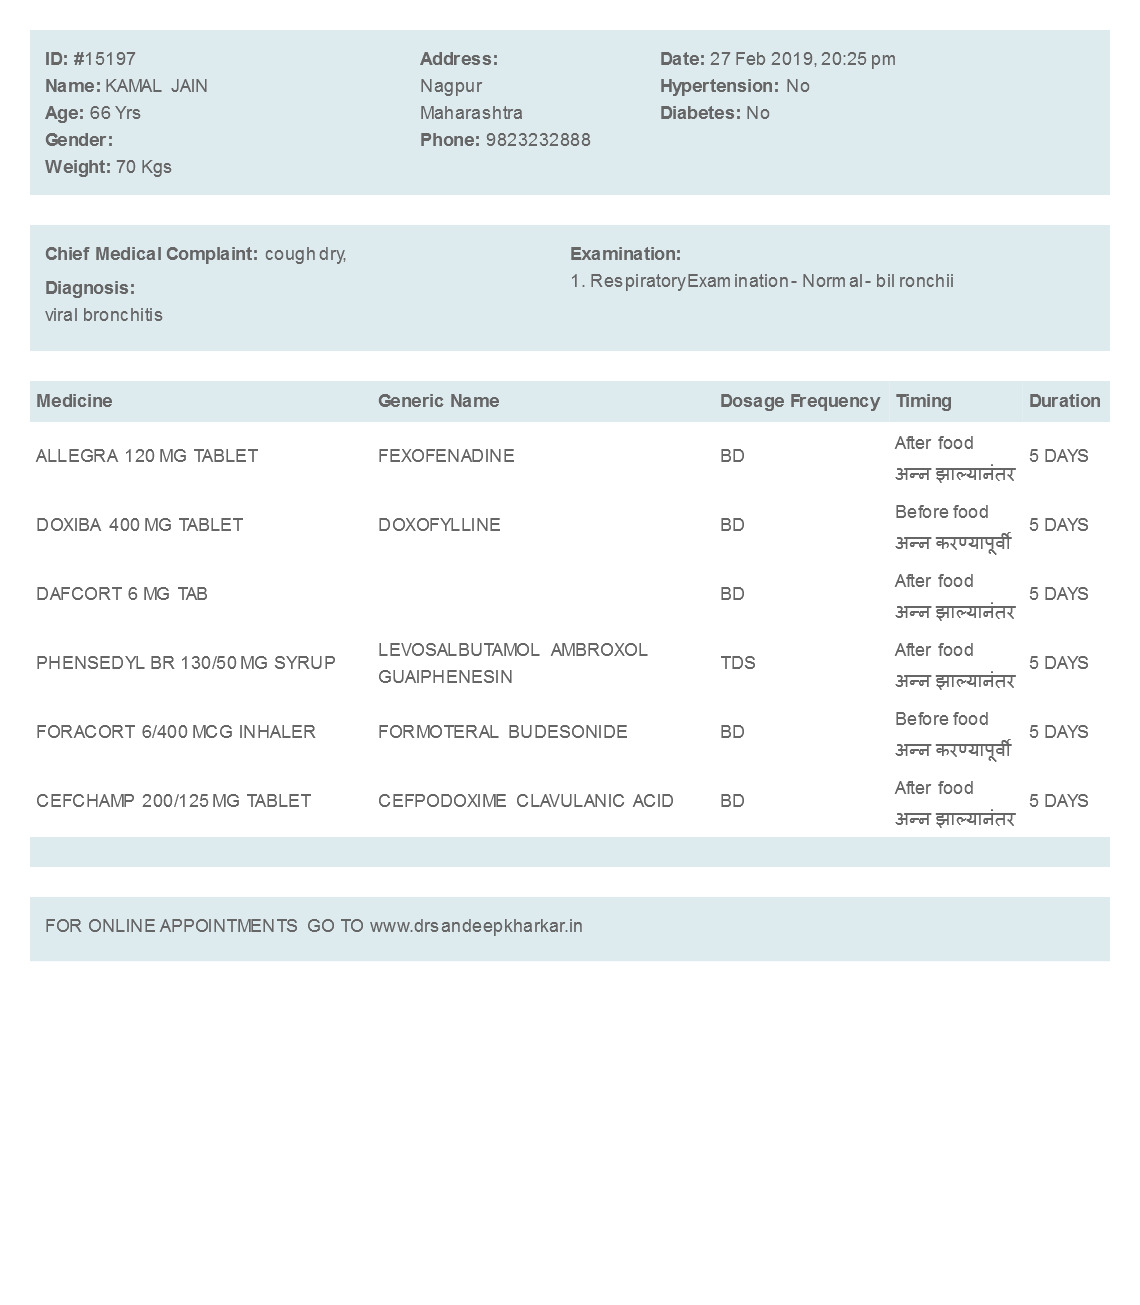 ID: #15197
Name: KAMAL JAIN
Age: 66 Yrs
Gender:
Weight: 70 Kgs
Address:
Nagpur
Maharashtra
Phone: 9823232888
Date: 27 Feb 2019, 20:25 pm
Hypertension: No
Diabetes: No
Chief Medical Complaint: cough dry,
Diagnosis:
viral bronchitis
Examination:
1. Respiratory Examination - Normal - bil ronchii
Medicine Generic Name Dosage Frequency Timing Duration
ALLEGRA 120 MG TABLET FEXOFENADINE BD After food 5 DAYS
अन्न झाल्यानंतर
DOXIBA 400 MG TABLET DOXOFYLLINE BD Before food 5 DAYS
अन्न करण्यापूर्वी
DAFCORT 6 MG TAB BD After food 5 DAYS
अन्न झाल्यानंतर
PHENSEDYL BR 130/50 MG SYRUP LEVOSALBUTAMOL AMBROXOL TDS After food 5 DAYS
GUAIPHENESIN अन्न झाल्यानंतर
FORACORT 6/400 MCG INHALER FORMOTERAL BUDESONIDE BD Before food 5 DAYS
अन्न करण्यापूर्वी
CEFCHAMP 200/125 MG TABLET CEFPODOXIME CLAVULANIC ACID BD After food 5 DAYS
अन्न झाल्यानंतर
FOR ONLINE APPOINTMENTS GO TO www.drsandeepkharkar.in